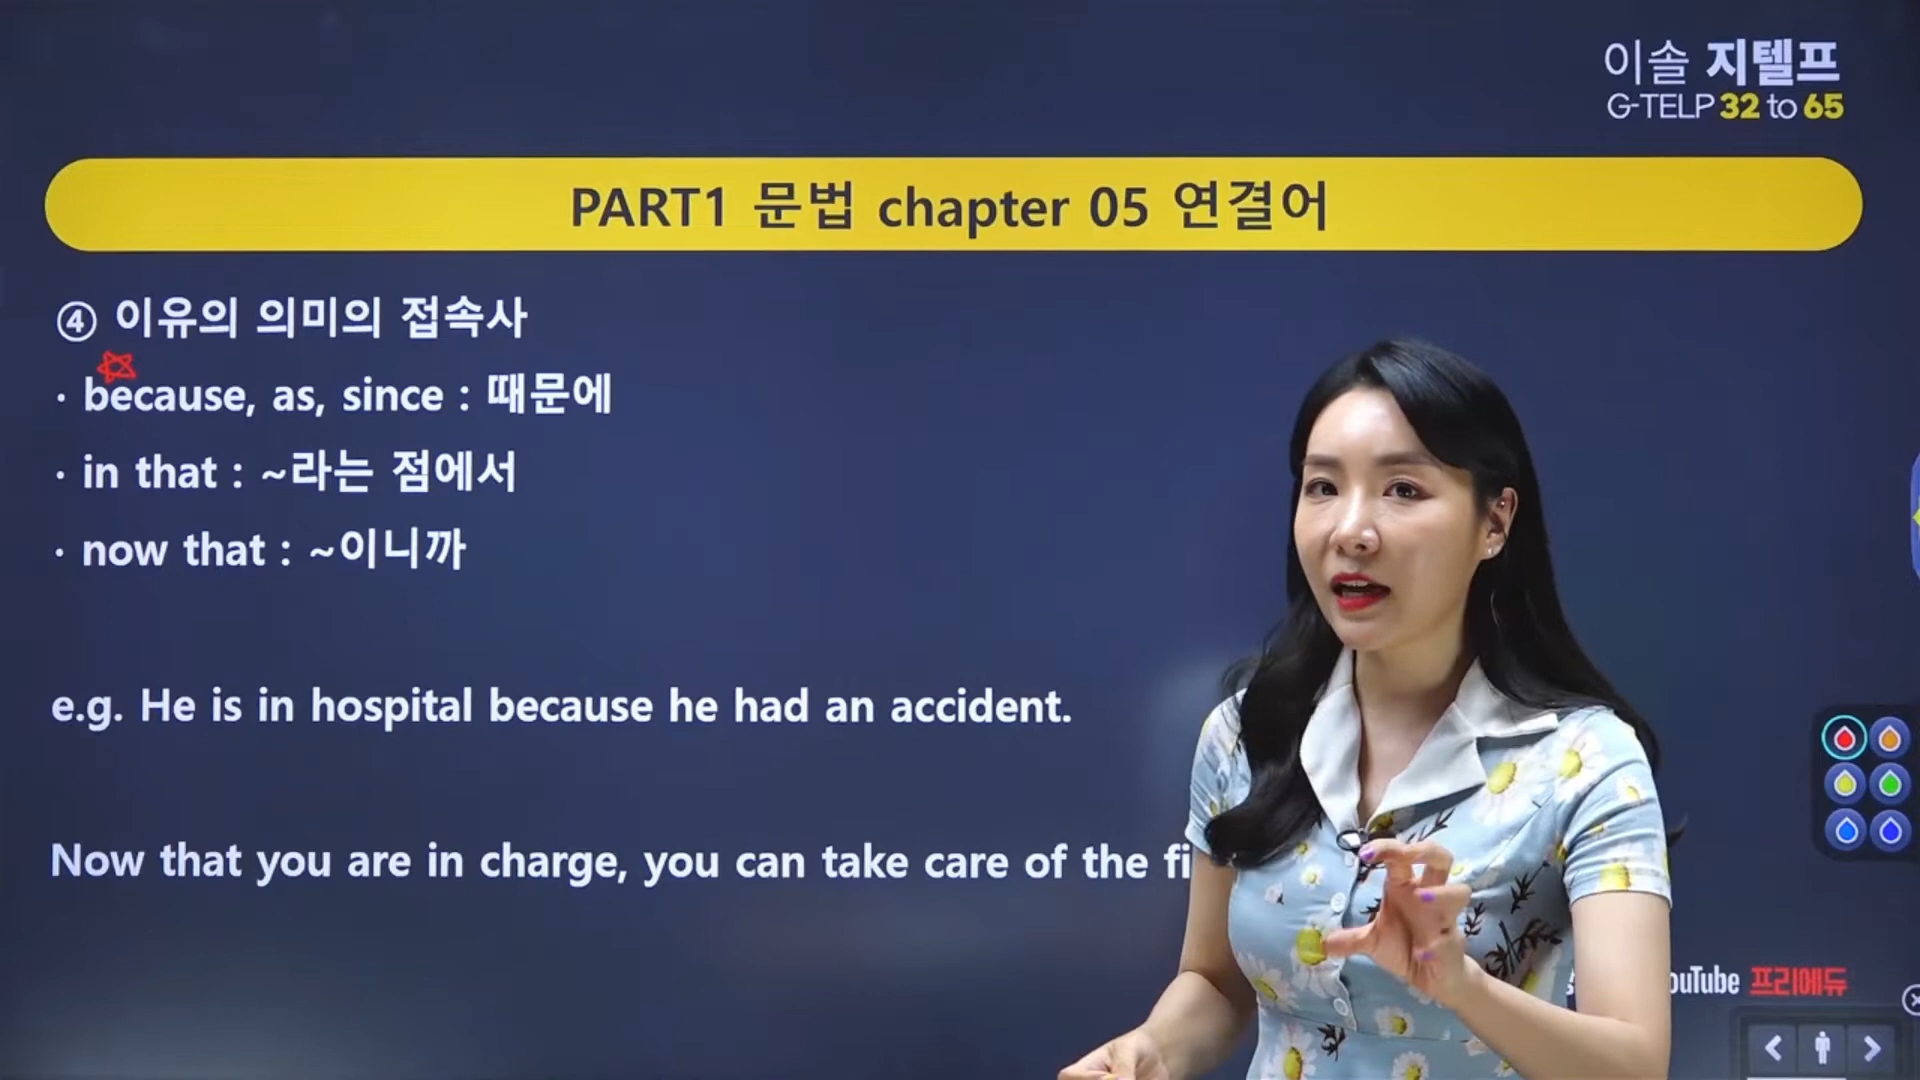 이솔 지텔프
G-TELP 32 to 65
PART1 문법 chapter 05 연결어
④ 이유의 의미의 접속사
· because, as, since : 때문에
· in that : ~라는 점에서
· now that : ~이니까
e.g. He is in hospital because he had an accident.
Now that you are in charge, you can take care of the
프리에듀